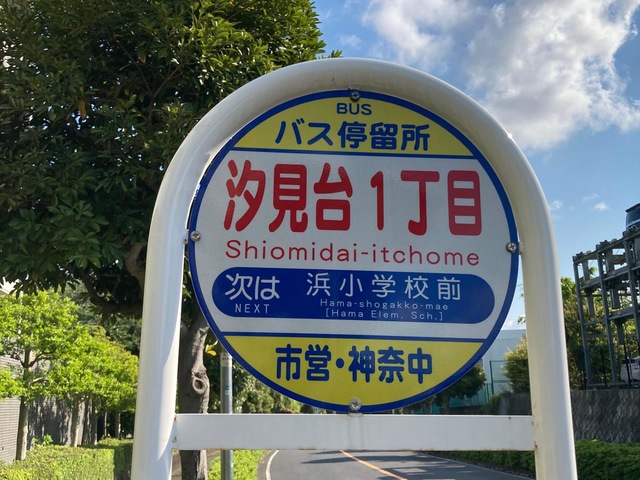 BUS
バス停留所
汐見台1丁目
Shiomidai-itchome
次は 浜小学校前
NEXT Hama-shogakko-mae
[Hama Elem. Sch.]
市営・神奈中